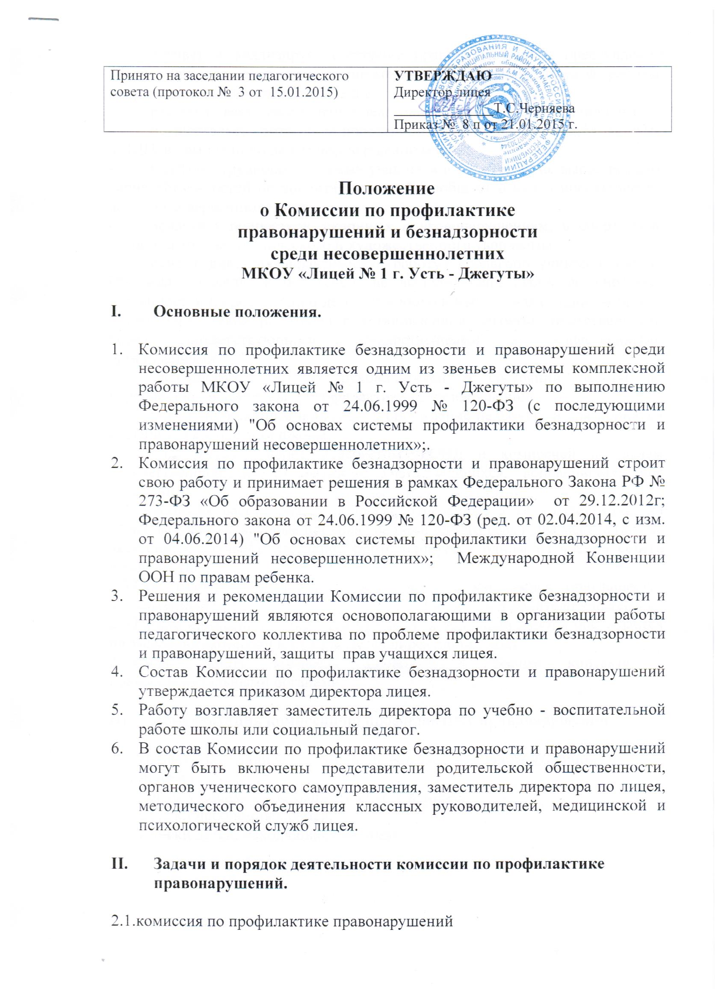 Принято на заседании педагогического
совета (протокол № 3 от 15.01.2015)
УТВЕРЖДАЮ
Директор лицея
Т.С.Черняева
Приказ № 8 п от 21.01.2015 г.
МИНИСТЕРСТВО ОБРАЗОВАНИЯ И НАУКИ РОССИЙСКОЙ ФЕДЕРАЦИИ
Положение
о Комиссии по профилактике
правонарушений и безнадзорности
среди несовершеннолетних
МКОУ «Лицей № 1 г. Усть - Джегуты»
I. Основные положения.
1. Комиссия по профилактике безнадзорности и правонарушений среди
несовершеннолетних является одним из звеньев системы комплексной
работы МКОУ «Лицей № 1 г. Усть - Джегуты» по выполнению
Федерального закона от 24.06.1999 № 120-ФЗ (с последующими
изменениями) "Об основах системы профилактики безнадзорности и
правонарушений несовершеннолетних»;.
2. Комиссия по профилактике безнадзорности и правонарушений строит
свою работу и принимает решения в рамках Федерального Закона РФ №
273-ФЗ «Об образовании в Российской Федерации» от 29.12.2012г;
Федерального закона от 24.06.1999 № 120-ФЗ (ред. от 02.04.2014, с изм.
от 04.06.2014) "Об основах системы профилактики безнадзорности и
правонарушений несовершеннолетних»; Международной Конвенции
ООН по правам ребенка.
3. Решения и рекомендации Комиссии по профилактике безнадзорности и
правонарушений являются основополагающими в организации работы
педагогического коллектива по проблеме профилактики безнадзорности
и правонарушений, защиты прав учащихся лицея.
4. Состав Комиссии по профилактике безнадзорности и правонарушений
утверждается приказом директора лицея.
5. Работу возглавляет заместитель директора по учебно - воспитательной
работе школы или социальный педагог.
6. В состав Комиссии по профилактике безнадзорности и правонарушений
могут быть включены представители родительской общественности,
органов ученического самоуправления, заместитель директора по лицея,
методического объединения классных руководителей, медицинской и
психологической служб лицея.
II. Задачи и порядок деятельности комиссии по профилактике
правонарушений.
2.1.комиссия по профилактике правонарушений